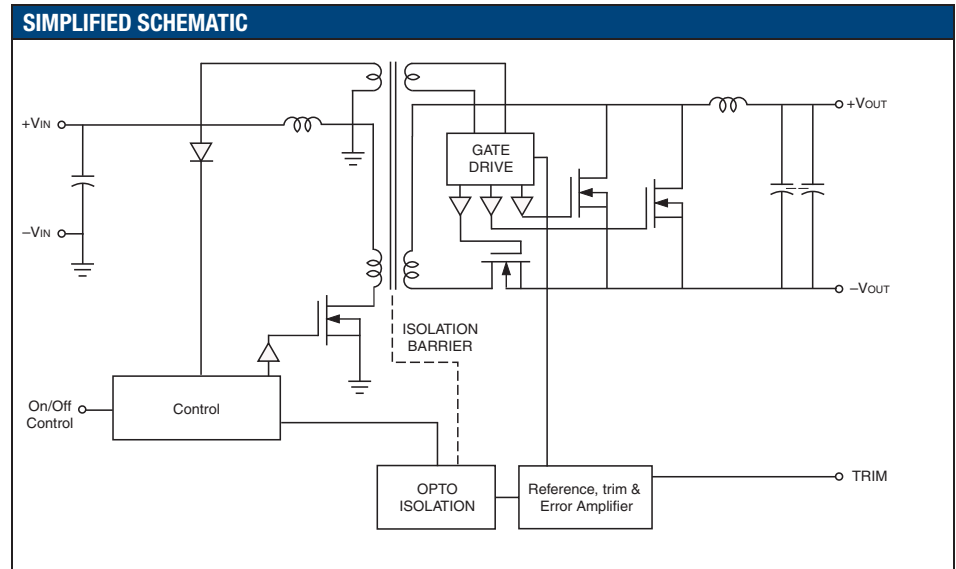 SIMPLIFIED SCHEMATIC
+VIN
–VIN
GATE
DRIVE
+VOUT
–VOUT
ISOLATION
BARRIER
On/Off
Control
Control
OPTO
ISOLATION
Reference, trim &
Error Amplifier
TRIM